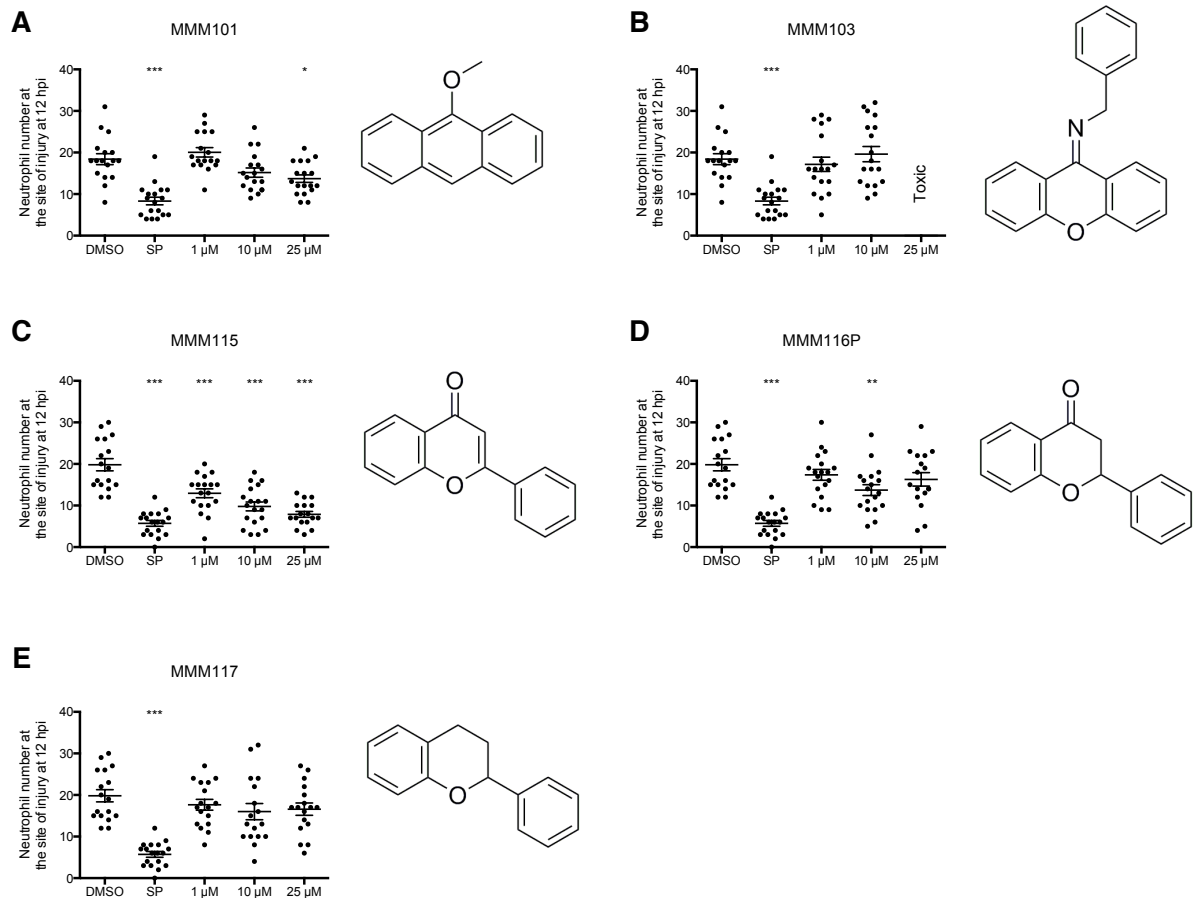 A
MMM101
Neutrophil number at
the site of injury at 12 hpi
40
30
20
10
0
***
*
DMSO SP 1 µM 10 µM 25 µM
O
B
MMM103
Neutrophil number at
the site of injury at 12 hpi
40
30
20
10
0
***
Toxic
DMSO SP 1 µM 10 µM 25 µM
N
O
C
MMM115
Neutrophil number at
the site of injury at 12 hpi
40
30
20
10
0
*** *** *** ***
DMSO SP 1 µM 10 µM 25 µM
O
O
D
MMM116P
Neutrophil number at
the site of injury at 12 hpi
40
30
20
10
0
*** **
DMSO SP 1 µM 10 µM 25 µM
O
O
E
MMM117
Neutrophil number at
the site of injury at 12 hpi
40
30
20
10
0
***
DMSO SP 1 µM 10 µM 25 µM
O